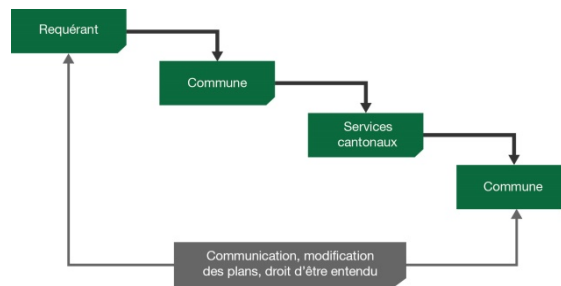 Requérant
Commune
Services
cantonaux
Commune
Communication, modification
des plans, droit d'être entendu